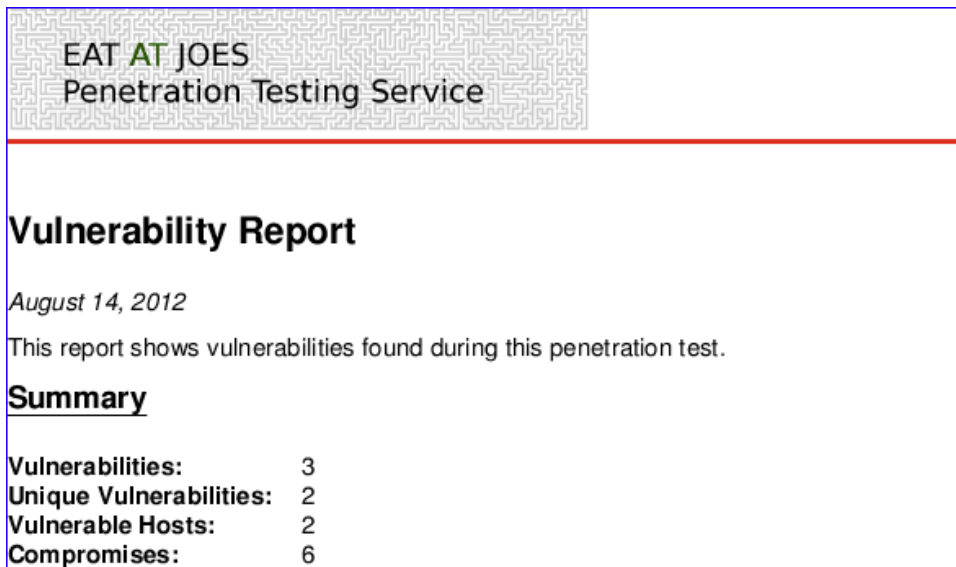 EAT AT JOES
Penetration Testing Service
Vulnerability Report
August 14, 2012
This report shows vulnerabilities found during this penetration test.
Summary
Vulnerabilities: 3
Unique Vulnerabilities: 2
Vulnerable Hosts: 2
Compromises: 6